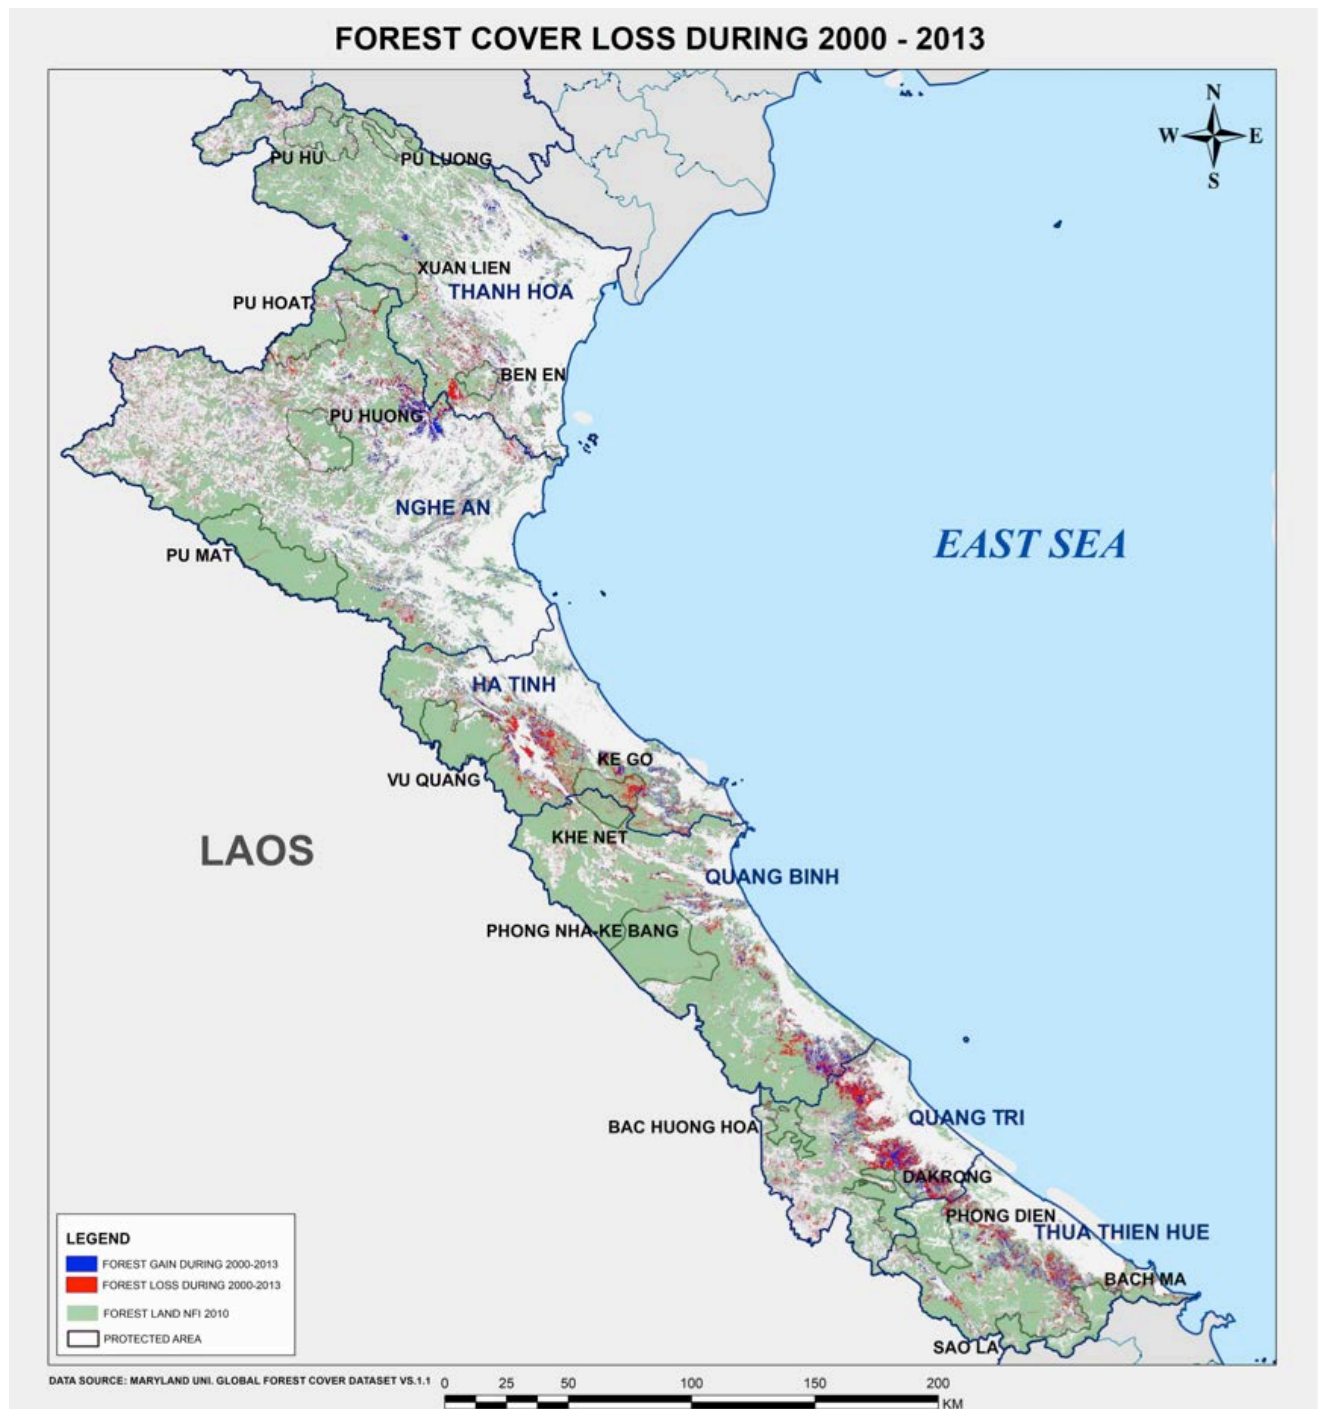 FOREST COVER LOSS DURING 2000 - 2013
N
W E
S
PU HU
PU LUONG
XUAN LIEN
THANH HOA
PU HOAT
BEN EN
PU HUONG
NGHE AN
EAST SEA
PU MAT
HA TINH
KE GO
VU QUANG
KHE NET
LAOS
QUANG BINH
PHONG NHA-KE BANG
QUANG TRI
BAC HUONG HOA
DAKRONG
PHONG DIEN
THUA THIEN HUE
BACH MA
SAO LA
LEGEND
FOREST GAIN DURING 2000-2013
FOREST LOSS DURING 2000-2013
FOREST LAND NFI 2010
PROTECTED AREA
DATA SOURCE: MARYLAND UNI. GLOBAL FOREST COVER DATASET VS.1.1
0 25 50 100 150 200
KM